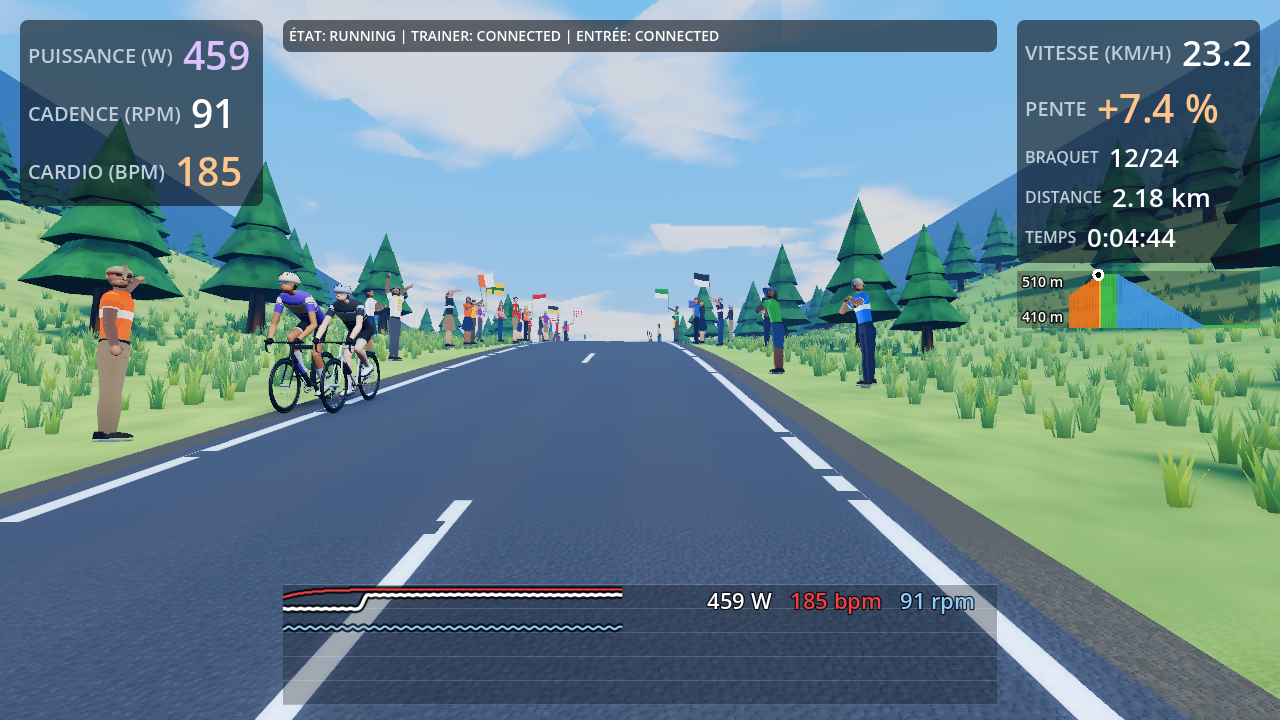 PUISSANCE (W) 459
CADENCE (RPM) 91
CARDIO (BPM) 185
ÉTAT: RUNNING | TRAINER: CONNECTED | ENTRÉE: CONNECTED
VITESSE (KM/H) 23.2
PENTE +7.4 %
BRAQUET 12/24
DISTANCE 2.18 km
TEMPS 0:04:44
510 m
410 m
459 W 185 bpm 91 rpm